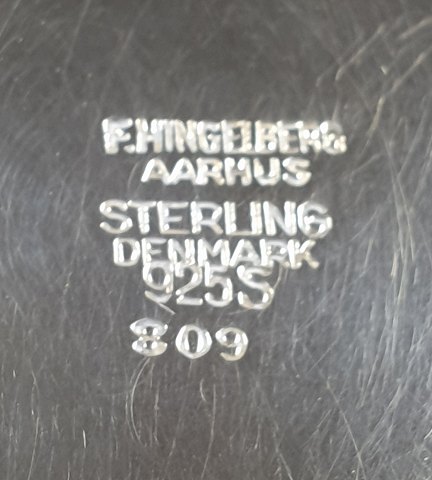 F.HINGELBERG
AARHUS
STERLING
DENMARK
925S
809